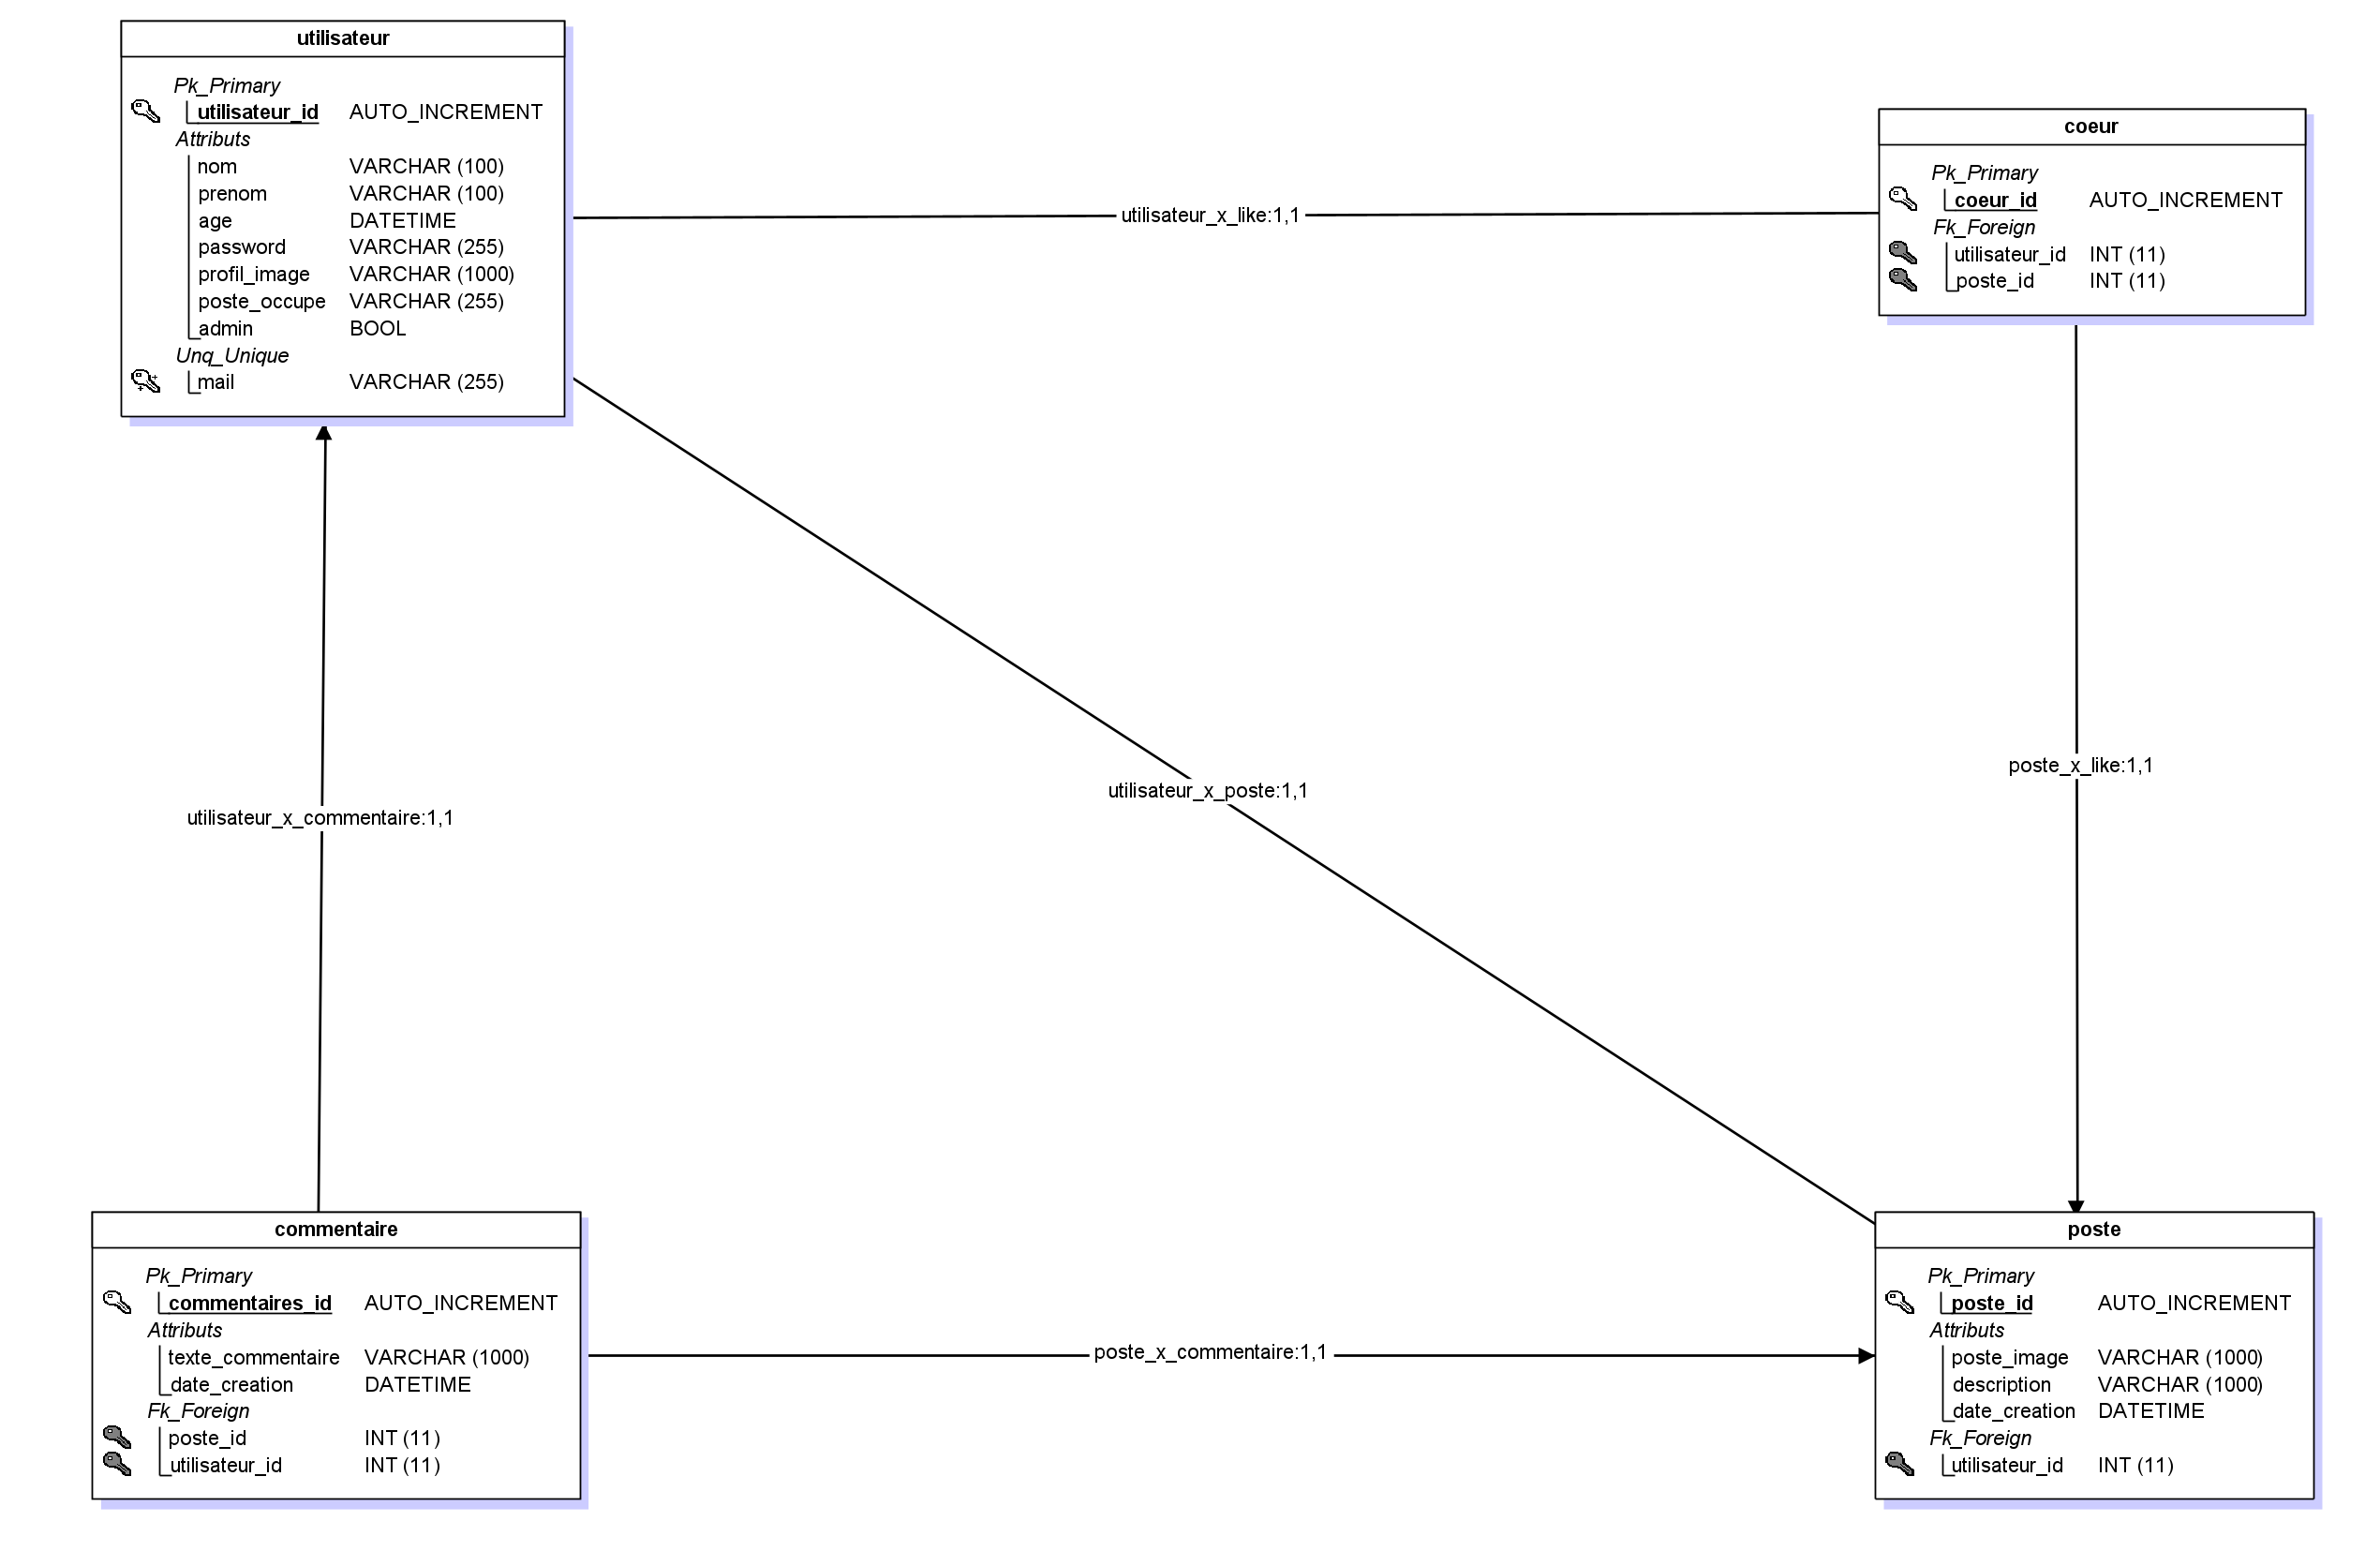 utilisateur
Pk_Primary
utilisateur_id AUTO_INCREMENT
Attributs
nom VARCHAR (100)
prenom VARCHAR (100)
age DATETIME
password VARCHAR (255)
profil_image VARCHAR (1000)
poste_occupe VARCHAR (255)
admin BOOL
Unq_Unique
mail VARCHAR (255)
utilisateur_x_like:1,1
coeur
Pk_Primary
coeur_id AUTO_INCREMENT
Fk_Foreign
utilisateur_id INT (11)
poste_id INT (11)
utilisateur_x_commentaire:1,1
utilisateur_x_poste:1,1
poste_x_like:1,1
commentaire
Pk_Primary
commentaires_id AUTO_INCREMENT
Attributs
texte_commentaire VARCHAR (1000)
date_creation DATETIME
Fk_Foreign
poste_id INT (11)
utilisateur_id INT (11)
poste_x_commentaire:1,1
poste
Pk_Primary
poste_id AUTO_INCREMENT
Attributs
poste_image VARCHAR (1000)
description VARCHAR (1000)
date_creation DATETIME
Fk_Foreign
utilisateur_id INT (11)